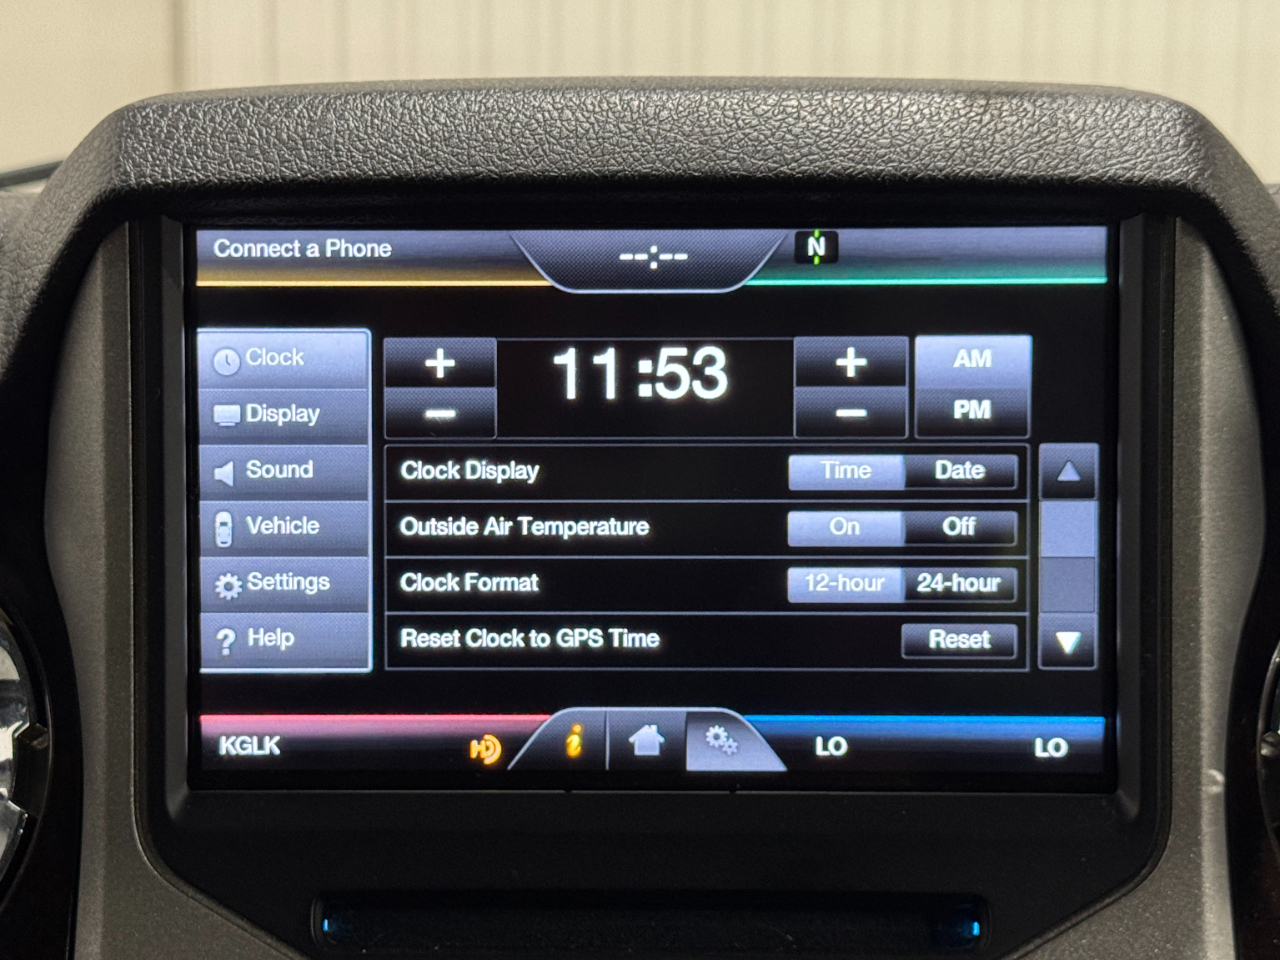 Connect a Phone
--:--
N
Clock
Display
Sound
Vehicle
Settings
Help
+ 11:53 + AM
− − PM
Clock Display Time Date
Outside Air Temperature On Off
Clock Format 12-hour 24-hour
Reset Clock to GPS Time Reset
KGLK HD i LO LO